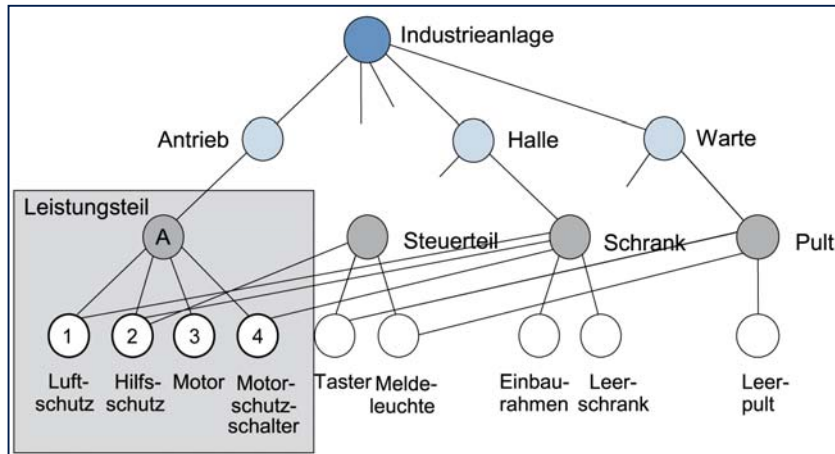 Industrieanlage
Antrieb
Halle
Warte
Leistungsteil
A
Steuerteil
Schrank
Pult
1
2
3
4
Luft-
schutz
Hilfs-
schutz
Motor
Motor-
schutz-
schalter
Taster
Melde-
leuchte
Einbau-
rahmen
Leer-
schrank
Leer-
pult